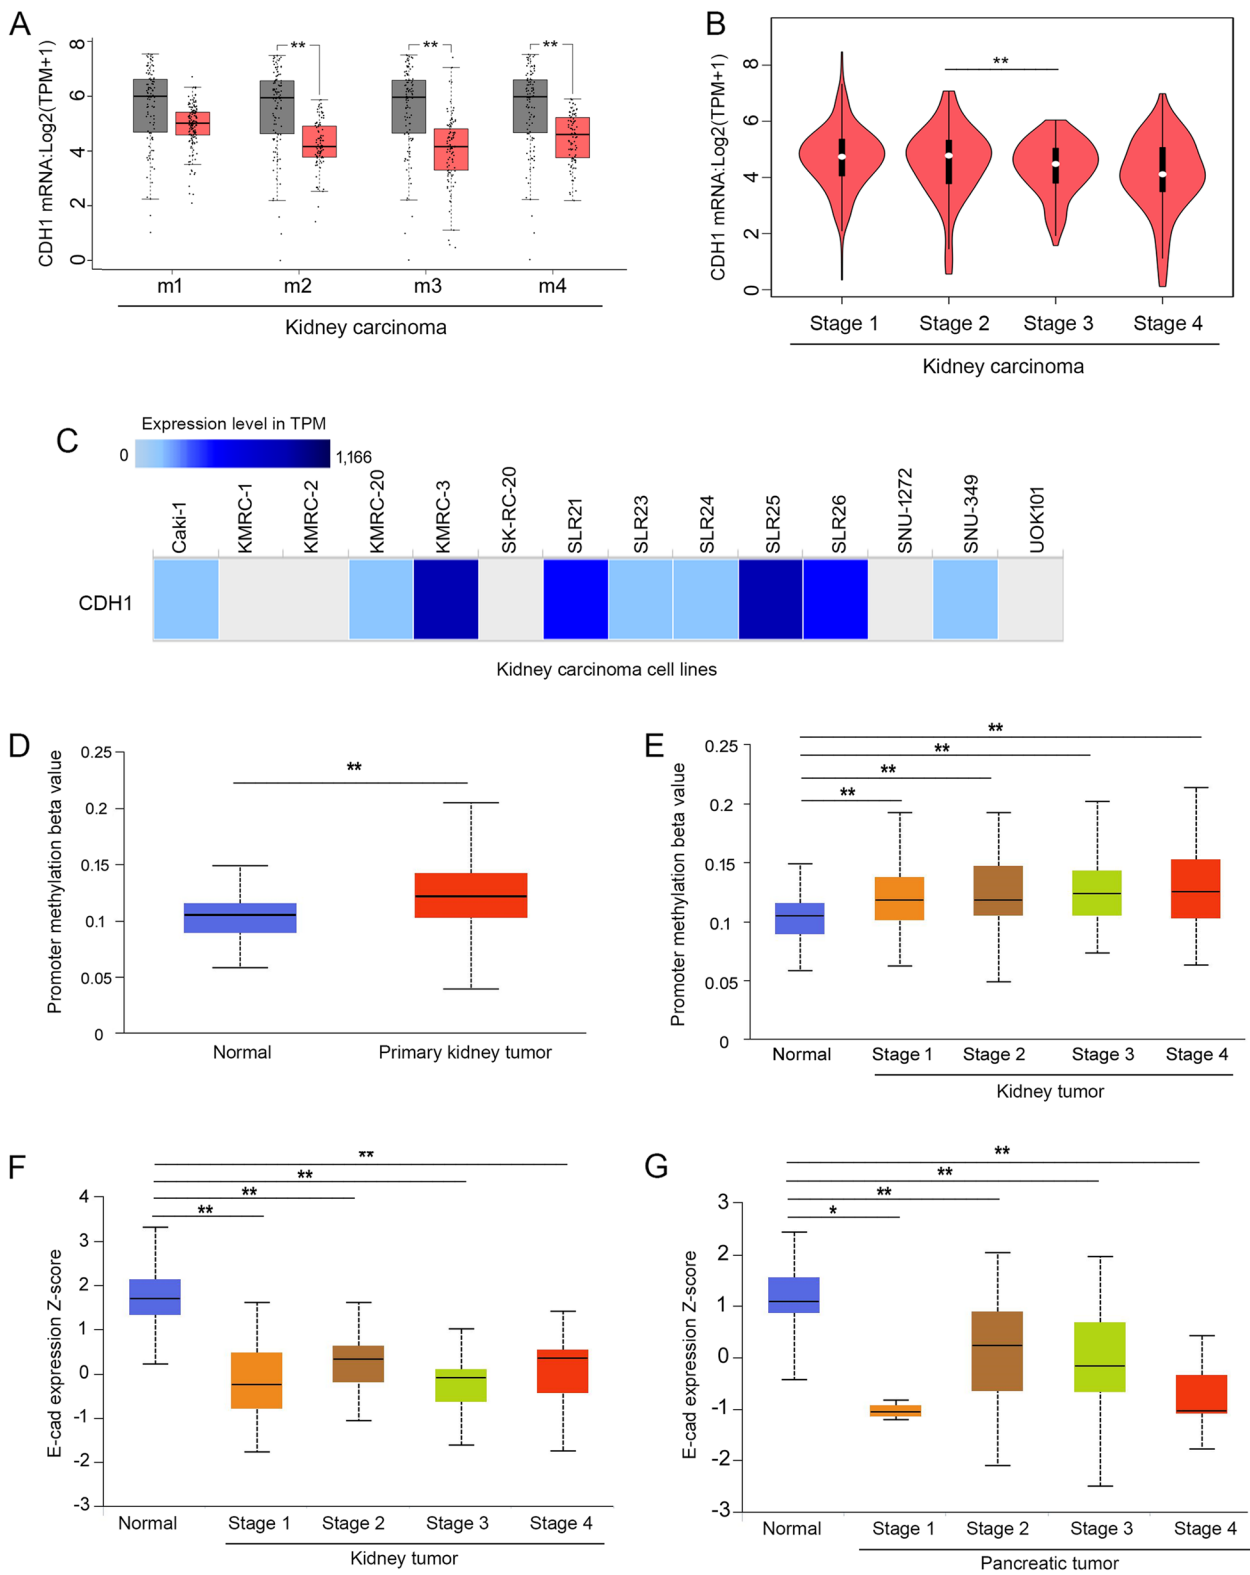 A
CDH1 mRNA:Log2(TPM+1)
8
6
4
2
0
**
**
**
m1
m2
m3
m4
Kidney carcinoma
B
CDH1 mRNA:Log2(TPM+1)
8
6
4
2
0
**
Stage 1
Stage 2
Stage 3
Stage 4
Kidney carcinoma
C
Expression level in TPM
0
1,166
Caki-1
KMRC-1
KMRC-2
KMRC-20
KMRC-3
SK-RC-20
SLR21
SLR23
SLR24
SLR25
SLR26
SNU-1272
SNU-349
UOK101
CDH1
Kidney carcinoma cell lines
D
Promoter methylation beta value
0.25
0.2
0.15
0.1
0.05
0
**
Normal
Primary kidney tumor
E
Promoter methylation beta value
0.25
0.2
0.15
0.1
0.05
0
**
**
**
**
Normal
Stage 1
Stage 2
Stage 3
Stage 4
Kidney tumor
F
E-cad expression Z-score
4
3
2
1
0
-1
-2
-3
**
**
**
**
Normal
Stage 1
Stage 2
Stage 3
Stage 4
Kidney tumor
G
E-cad expression Z-score
3
2
1
0
-1
-2
-3
**
**
**
*
Normal
Stage 1
Stage 2
Stage 3
Stage 4
Pancreatic tumor